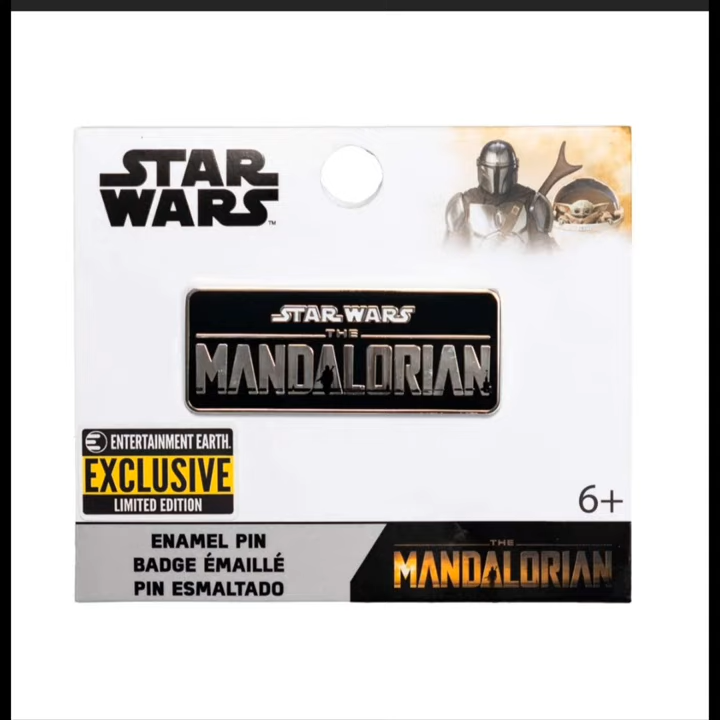 STAR
WARS™
STAR WARS
THE
MANDALORIAN
ENTERTAINMENT EARTH.
EXCLUSIVE
LIMITED EDITION
6+
ENAMEL PIN
BADGE ÉMAILLÉ
PIN ESMALTADO
THE
MANDALORIAN